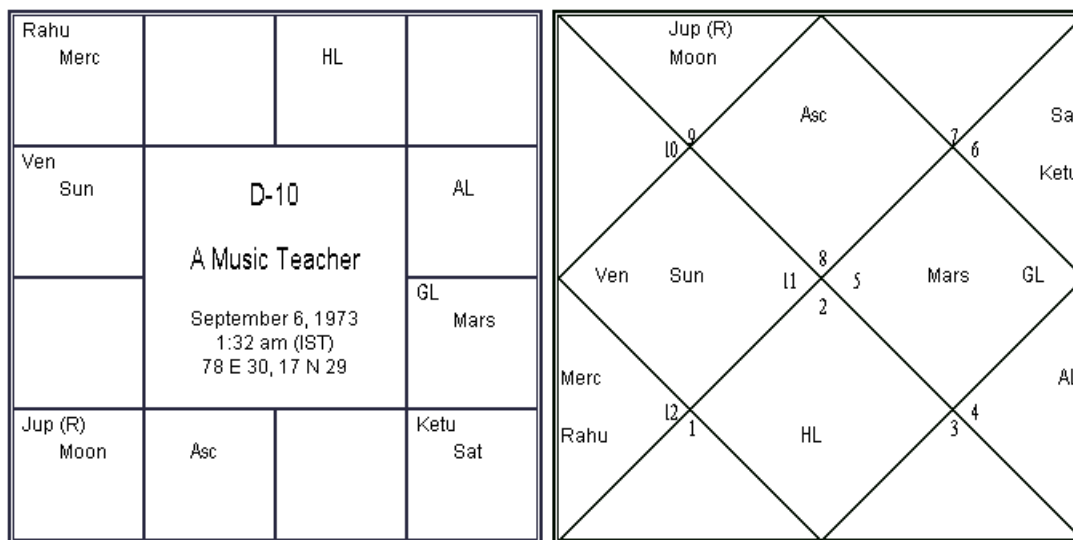 Rahu
Merc
HL
Ven
Sun
D-10
AL
A Music Teacher
GL
Mars
September 6, 1973
1:32 am (IST)
78 E 30, 17 N 29
Jup (R)
Moon
Asc
Ketu
Sat
Jup (R)
Moon
Asc
Sa
9
7
10
6
Ketu
8
Ven
Sun
11
5
Mars
GL
2
Merc
AL
12
4
1
3
Rahu
HL